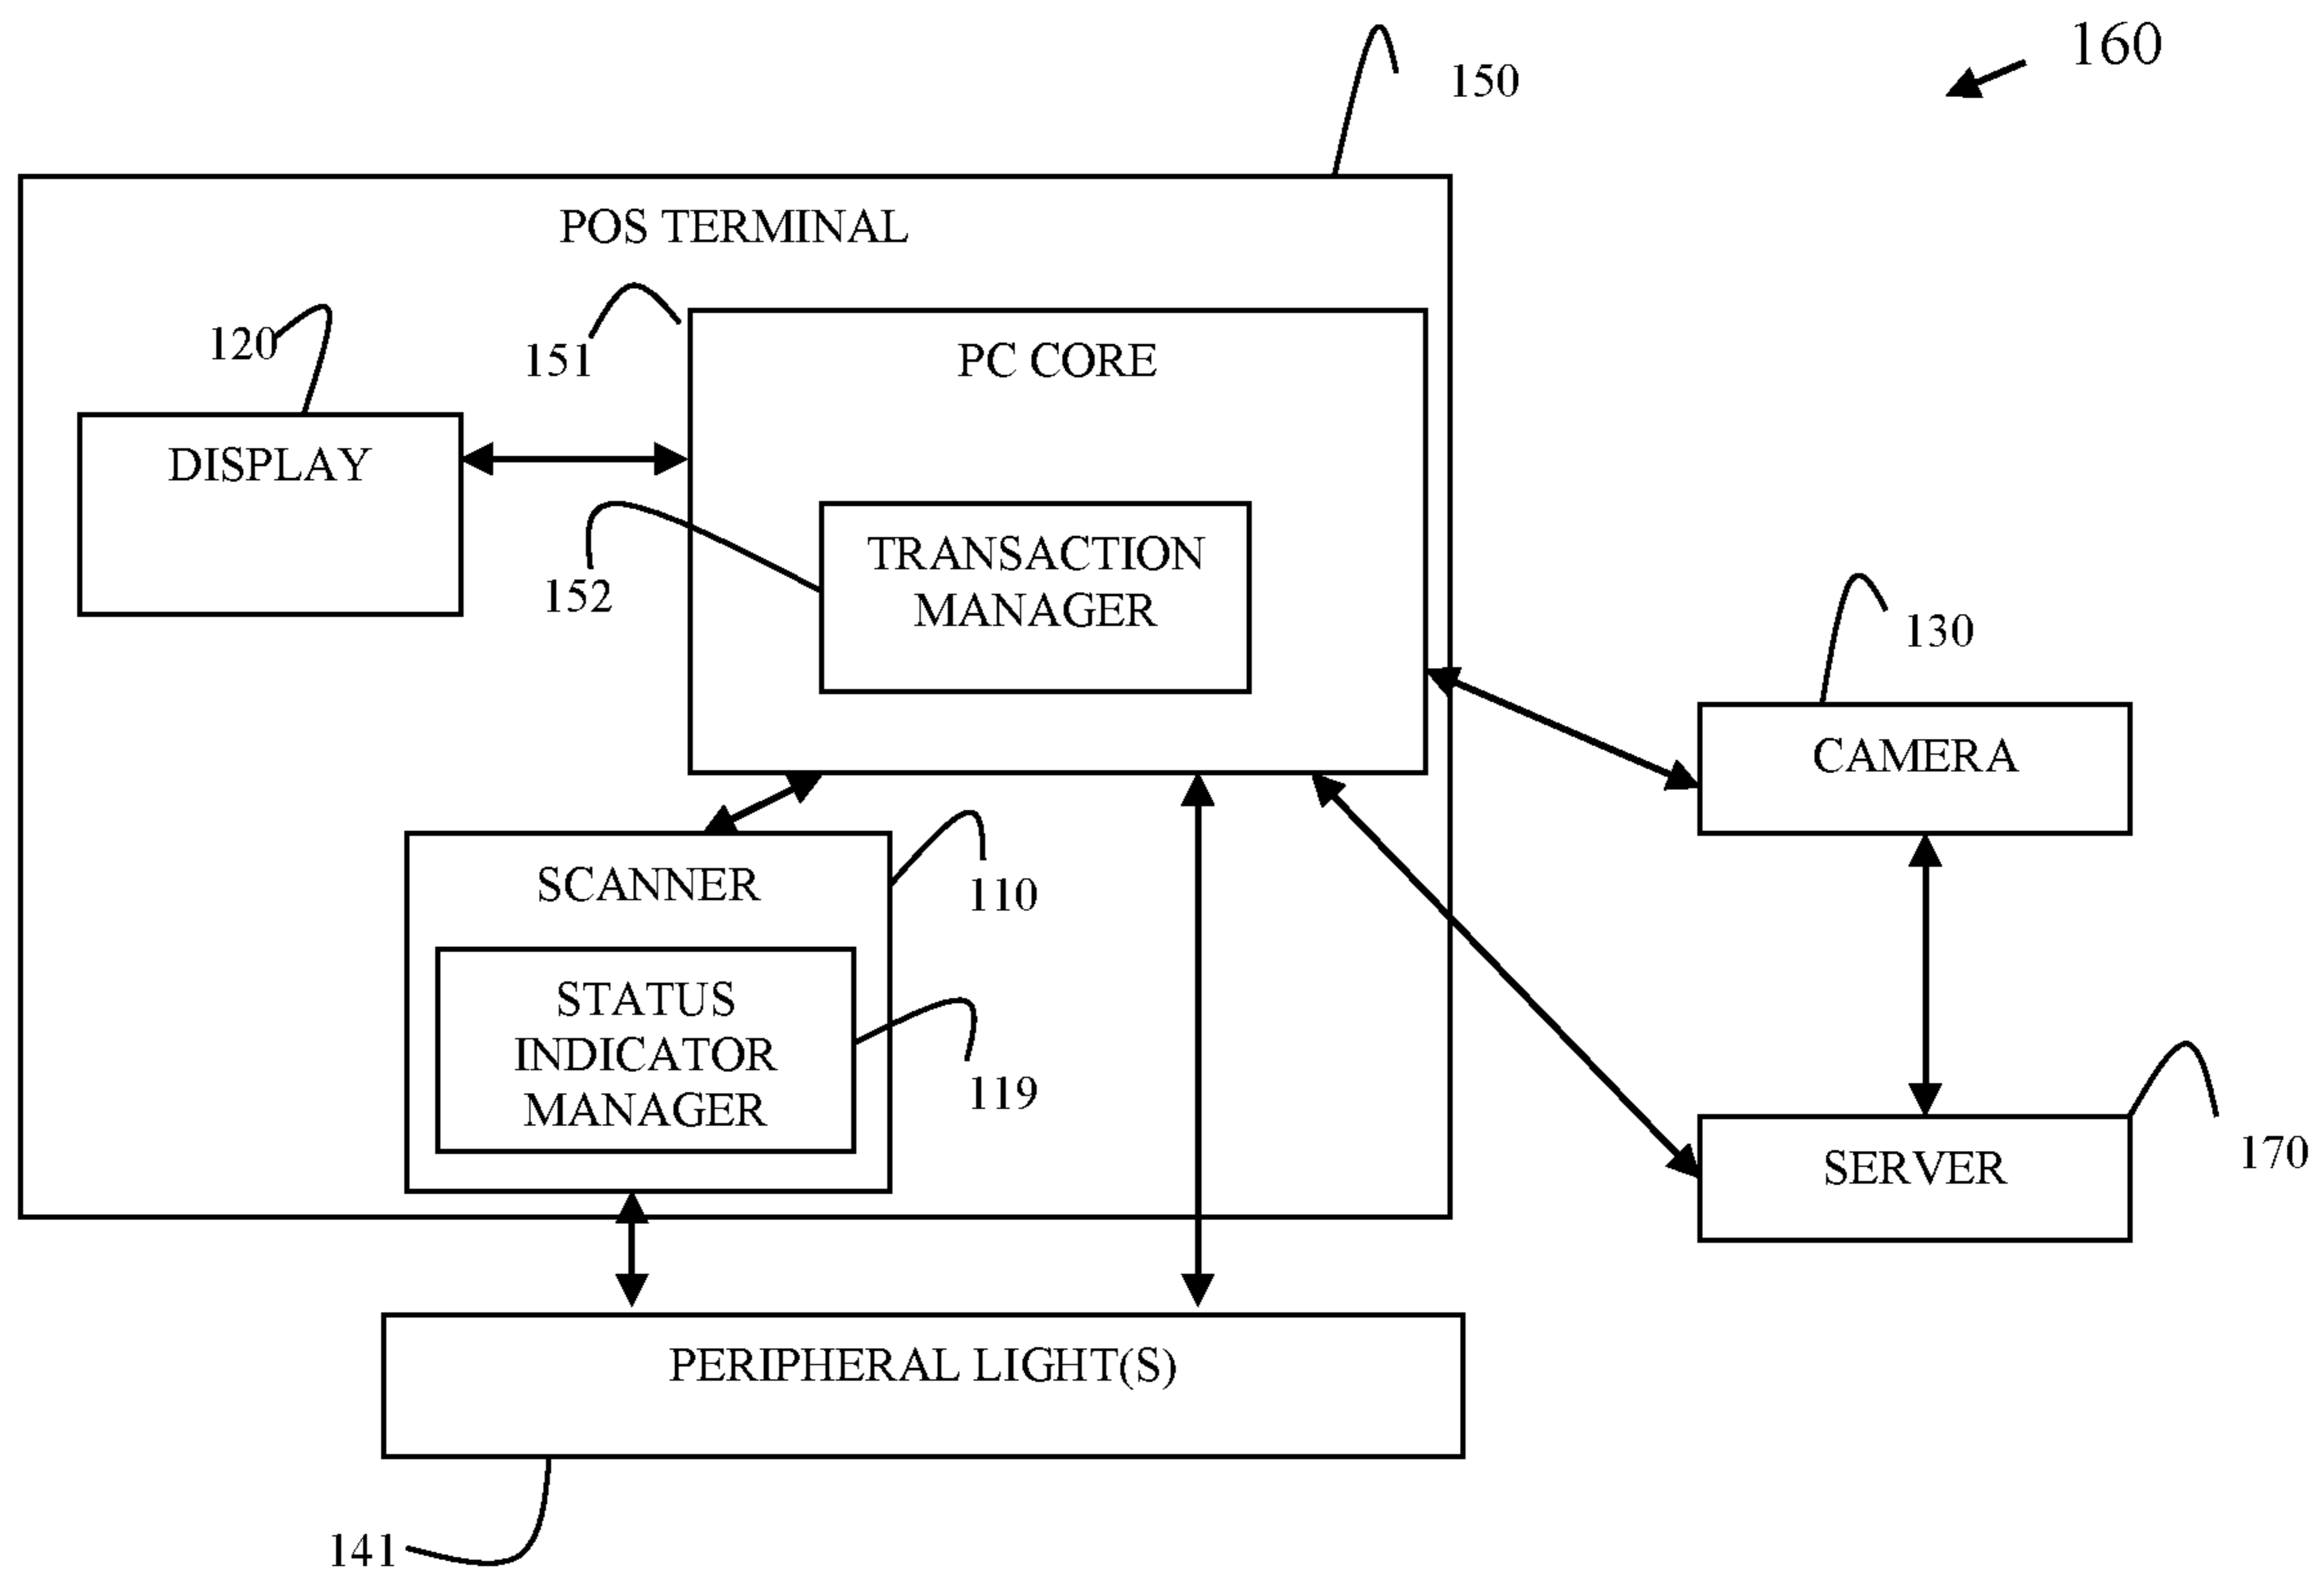 160
150
POS TERMINAL
120
151
PC CORE
DISPLAY
TRANSACTION
MANAGER
152
130
CAMERA
SCANNER
110
STATUS
INDICATOR
MANAGER
119
170
SERVER
PERIPHERAL LIGHT(S)
141